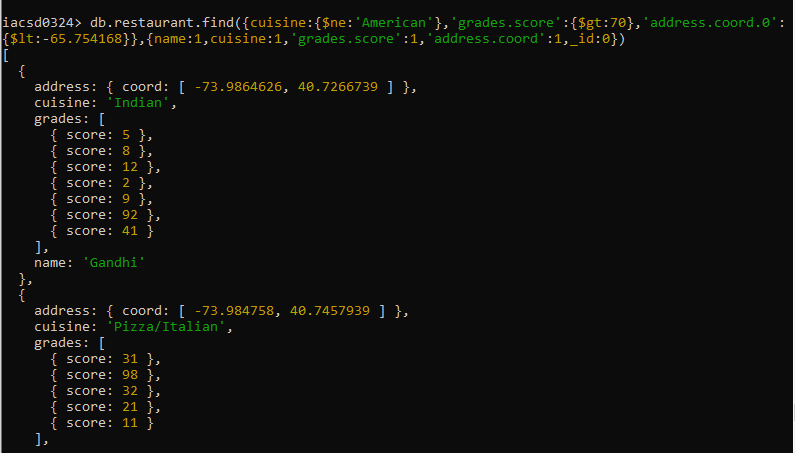 iacsd0324> db.restaurant.find({cuisine:{$ne:'American'},'grades.score':{$gt:70},'address.coord.0':
{$lt:-65.754168}},{name:1,cuisine:1,'grades.score':1,'address.coord':1,_id:0})
[
  {
    address: { coord: [ -73.9864626, 40.7266739 ] },
    cuisine: 'Indian',
    grades: [
      { score: 5 },
      { score: 8 },
      { score: 12 },
      { score: 2 },
      { score: 9 },
      { score: 92 },
      { score: 41 }
    ],
    name: 'Gandhi'
  },
  {
    address: { coord: [ -73.984758, 40.7457939 ] },
    cuisine: 'Pizza/Italian',
    grades: [
      { score: 31 },
      { score: 98 },
      { score: 32 },
      { score: 21 },
      { score: 11 }
    ],